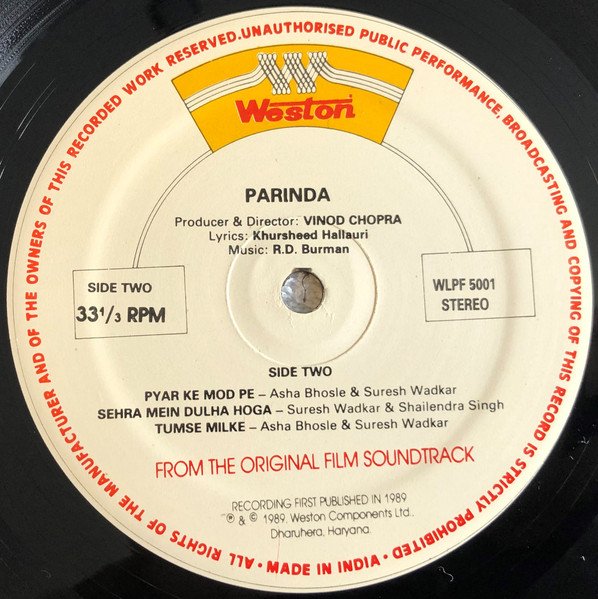 ALL RIGHTS OF THE MANUFACTURER AND OF THE OWNERS OF THIS RECORDED WORK RESERVED.UNAUTHORISED PUBLIC PERFORMANCE, BROADCASTING AND COPYING OF THIS RECORD IS STRICTLY PROHIBITED • MADE IN INDIA •
W
Weston
PARINDA
Producer & Director: VINOD CHOPRA
Lyrics: Khursheed Hallauri
Music: R.D. Burman
SIDE TWO
33⅓ RPM
WLPF 5001
STEREO
SIDE TWO
PYAR KE MOD PE – Asha Bhosle & Suresh Wadkar
SEHRA MEIN DULHA HOGA – Suresh Wadkar & Shailendra Singh
TUMSE MILKE – Asha Bhosle & Suresh Wadkar
FROM THE ORIGINAL FILM SOUNDTRACK
RECORDING FIRST PUBLISHED IN 1989
℗ & © 1989, Weston Components Ltd.,
Dharuhera, Haryana.